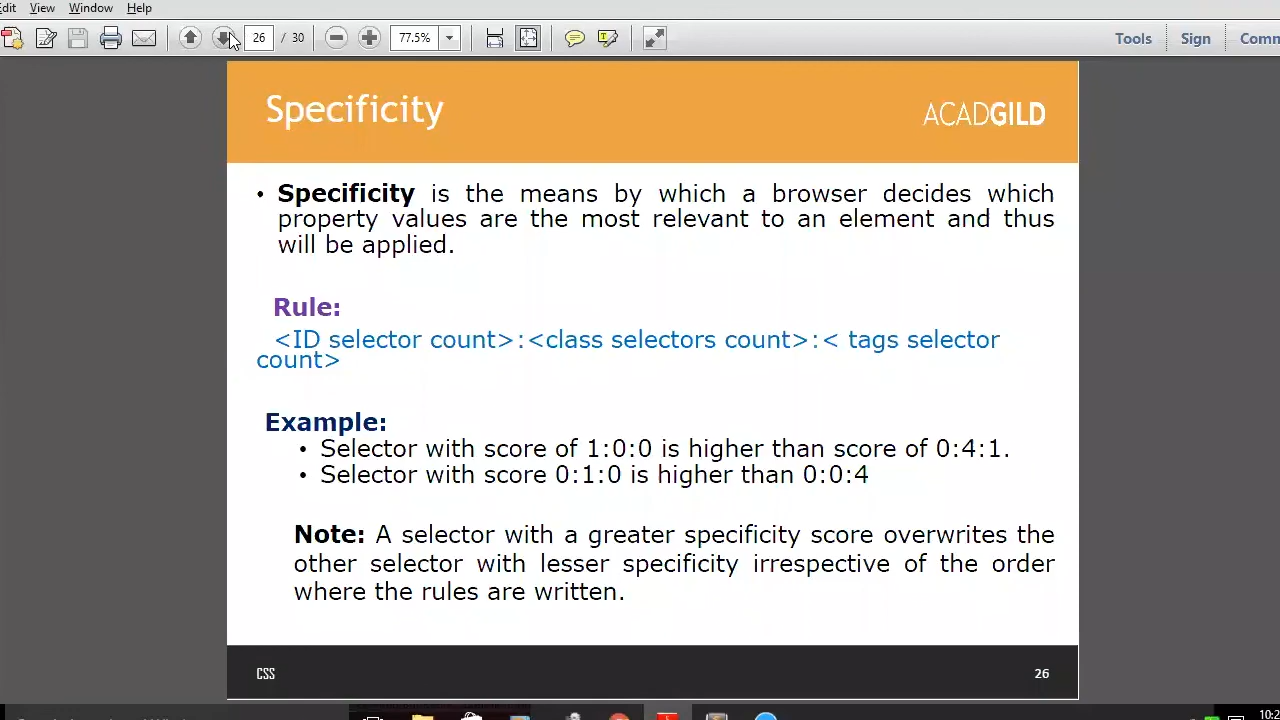 dit View Window Help
26 / 30 77.5% Tools Sign Comm
Specificity
ACADGILD
• Specificity is the means by which a browser decides which
property values are the most relevant to an element and thus
will be applied.
Rule:
<ID selector count>:<class selectors count>:< tags selector
count>
Example:
• Selector with score of 1:0:0 is higher than score of 0:4:1.
• Selector with score 0:1:0 is higher than 0:0:4
Note: A selector with a greater specificity score overwrites the
other selector with lesser specificity irrespective of the order
where the rules are written.
CSS 26
10:2